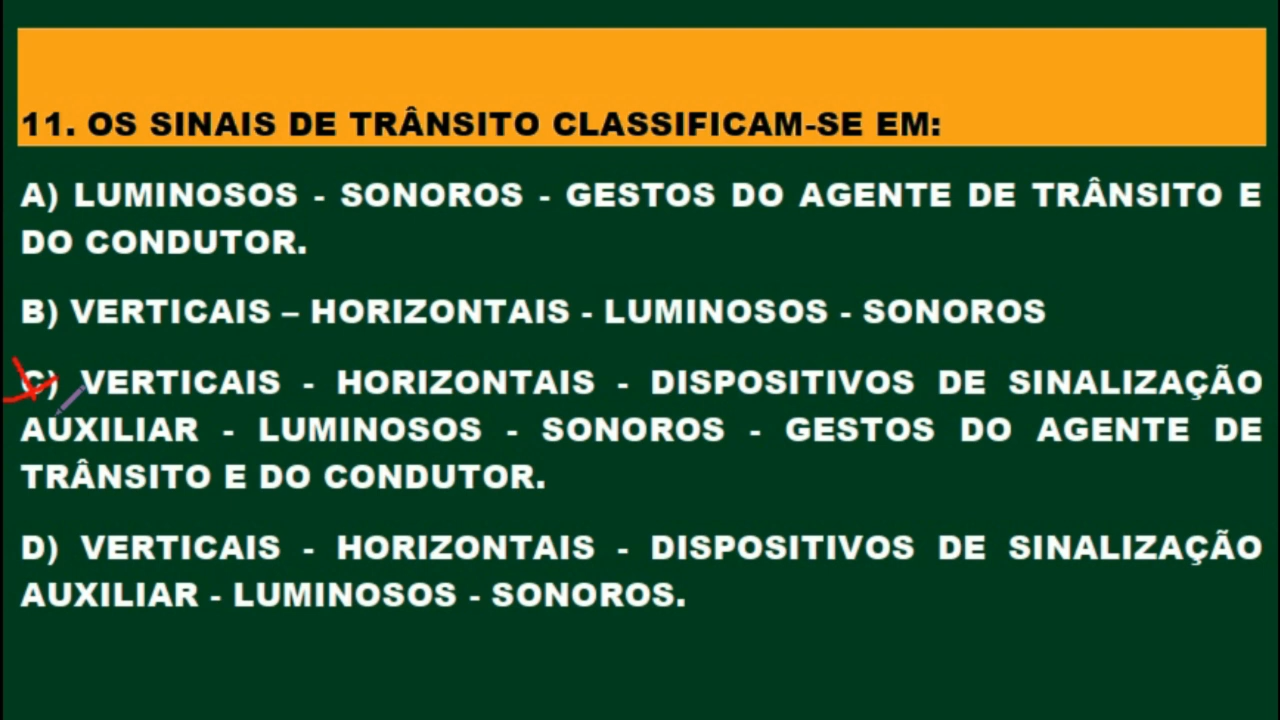 11. OS SINAIS DE TRÂNSITO CLASSIFICAM-SE EM:
A) LUMINOSOS - SONOROS - GESTOS DO AGENTE DE TRÂNSITO E
DO CONDUTOR.
B) VERTICAIS – HORIZONTAIS - LUMINOSOS - SONOROS
C) VERTICAIS - HORIZONTAIS - DISPOSITIVOS DE SINALIZAÇÃO
AUXILIAR - LUMINOSOS - SONOROS - GESTOS DO AGENTE DE
TRÂNSITO E DO CONDUTOR.
D) VERTICAIS - HORIZONTAIS - DISPOSITIVOS DE SINALIZAÇÃO
AUXILIAR - LUMINOSOS - SONOROS.